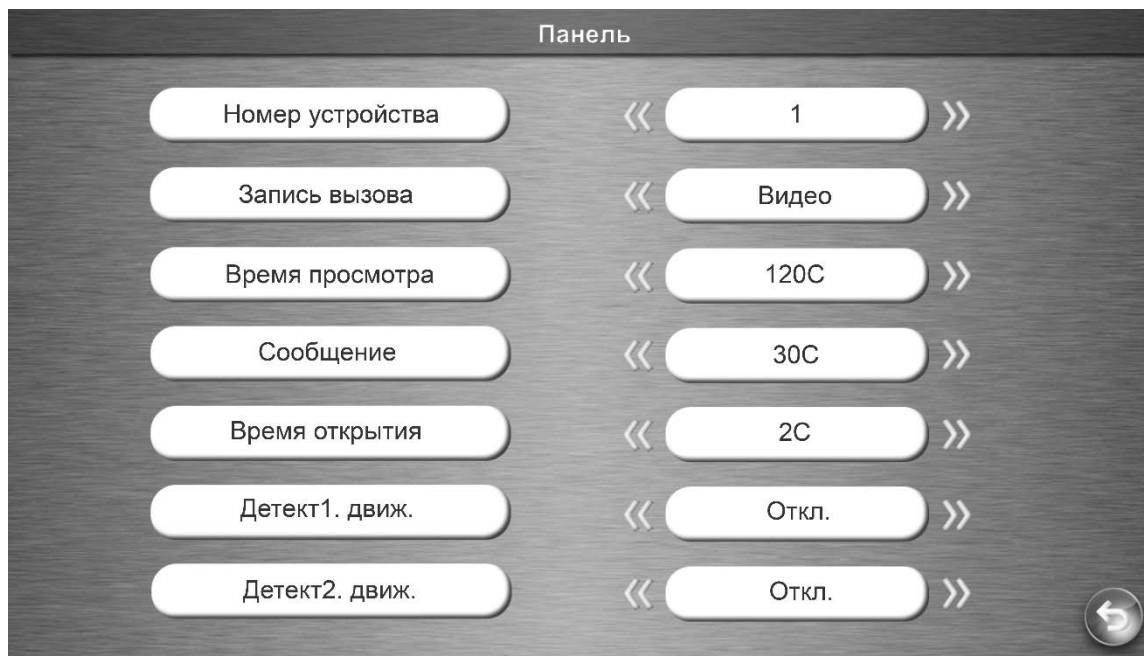 Панель
Номер устройства 1
Запись вызова Видео
Время просмотра 120С
Сообщение 30С
Время открытия 2С
Детект1. движ. Откл.
Детект2. движ. Откл.